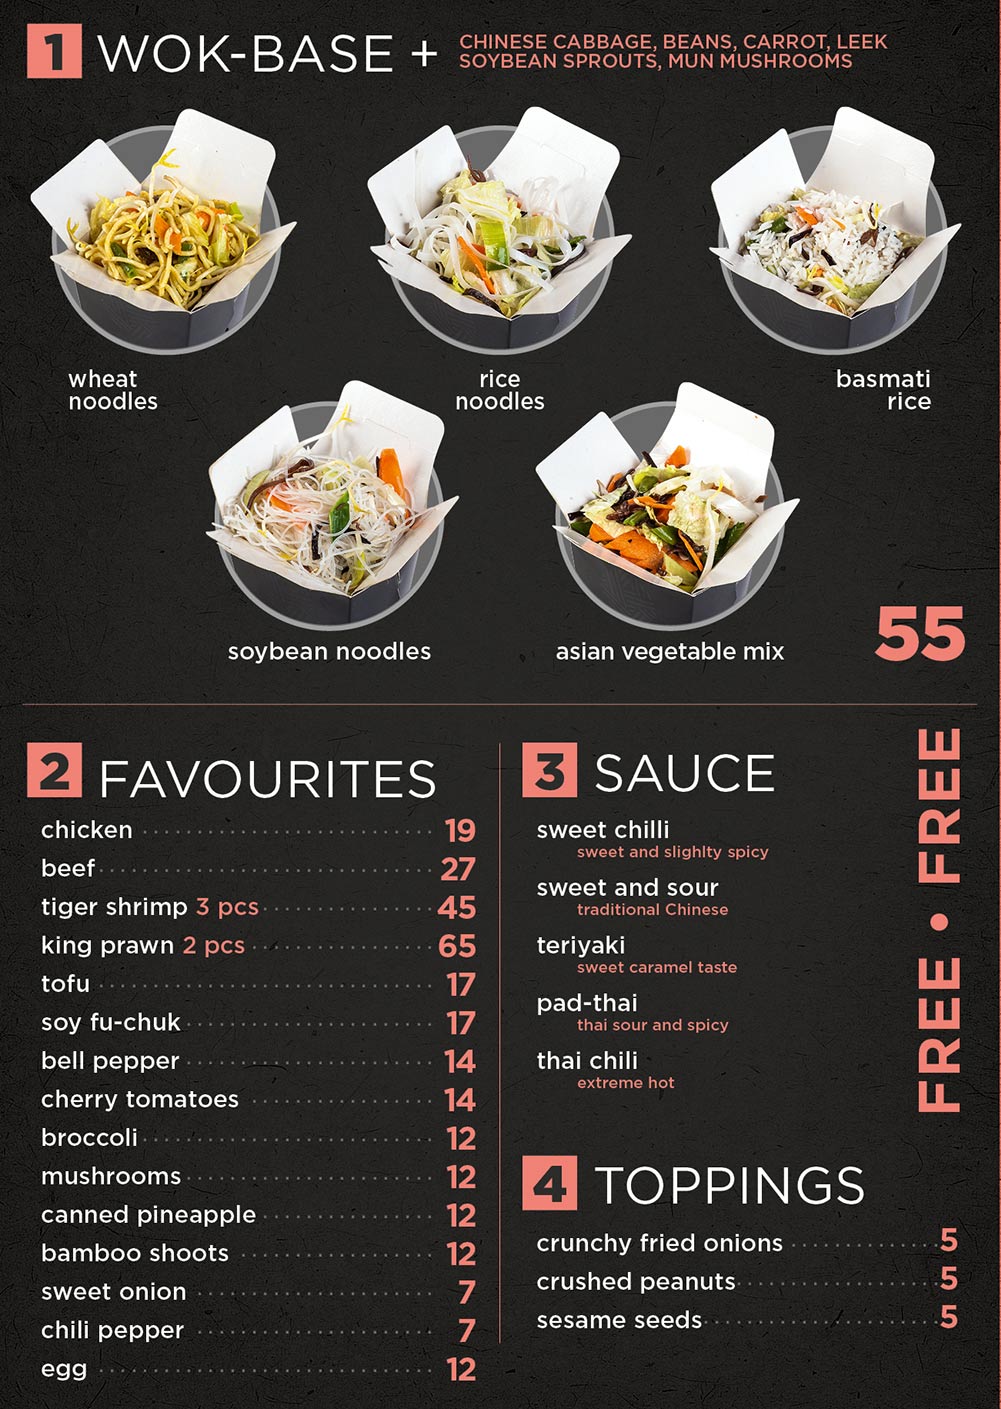 1 WOK-BASE +
CHINESE CABBAGE, BEANS, CARROT, LEEK
SOYBEAN SPROUTS, MUN MUSHROOMS
wheat
noodles
rice
noodles
basmati
rice
soybean noodles
asian vegetable mix
55
2 FAVOURITES
chicken 19
beef 27
tiger shrimp 3 pcs 45
king prawn 2 pcs 65
tofu 17
soy fu-chuk 17
bell pepper 14
cherry tomatoes 14
broccoli 12
mushrooms 12
canned pineapple 12
bamboo shoots 12
sweet onion 7
chili pepper 7
egg 12
3 SAUCE
sweet chilli
sweet and slighlty spicy
sweet and sour
traditional Chinese
teriyaki
sweet caramel taste
pad-thai
thai sour and spicy
thai chili
extreme hot
FREE • FREE
4 TOPPINGS
crunchy fried onions 5
crushed peanuts 5
sesame seeds 5